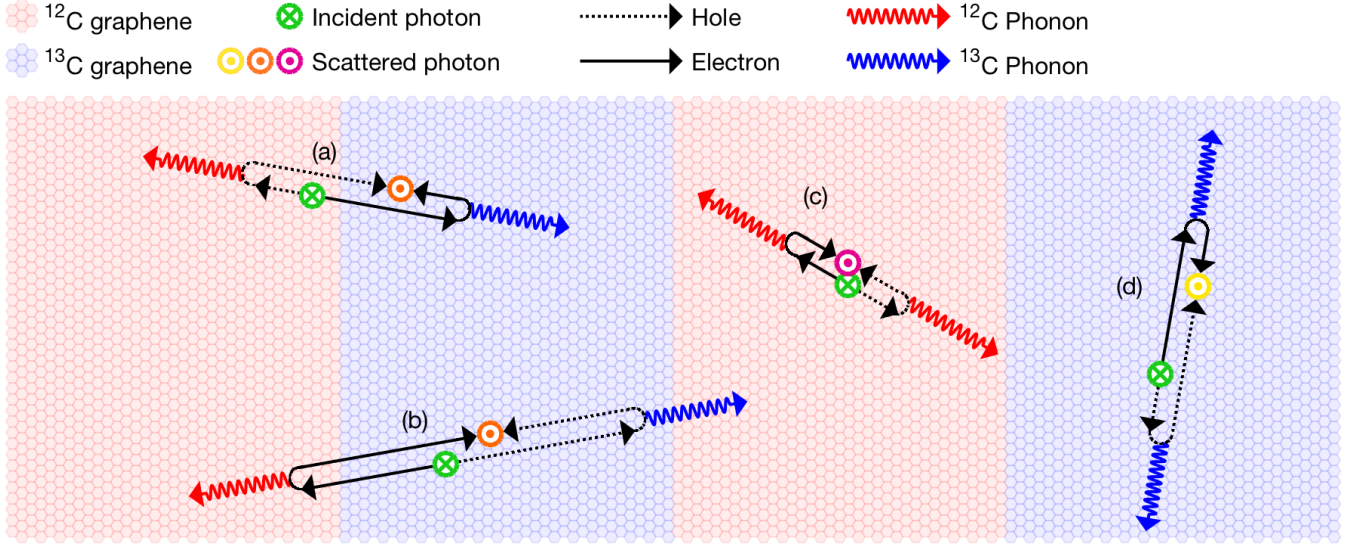 ¹²C graphene Incident photon Hole ¹²C Phonon
¹³C graphene Scattered photon Electron ¹³C Phonon
(a)
(c)
(d)
(b)